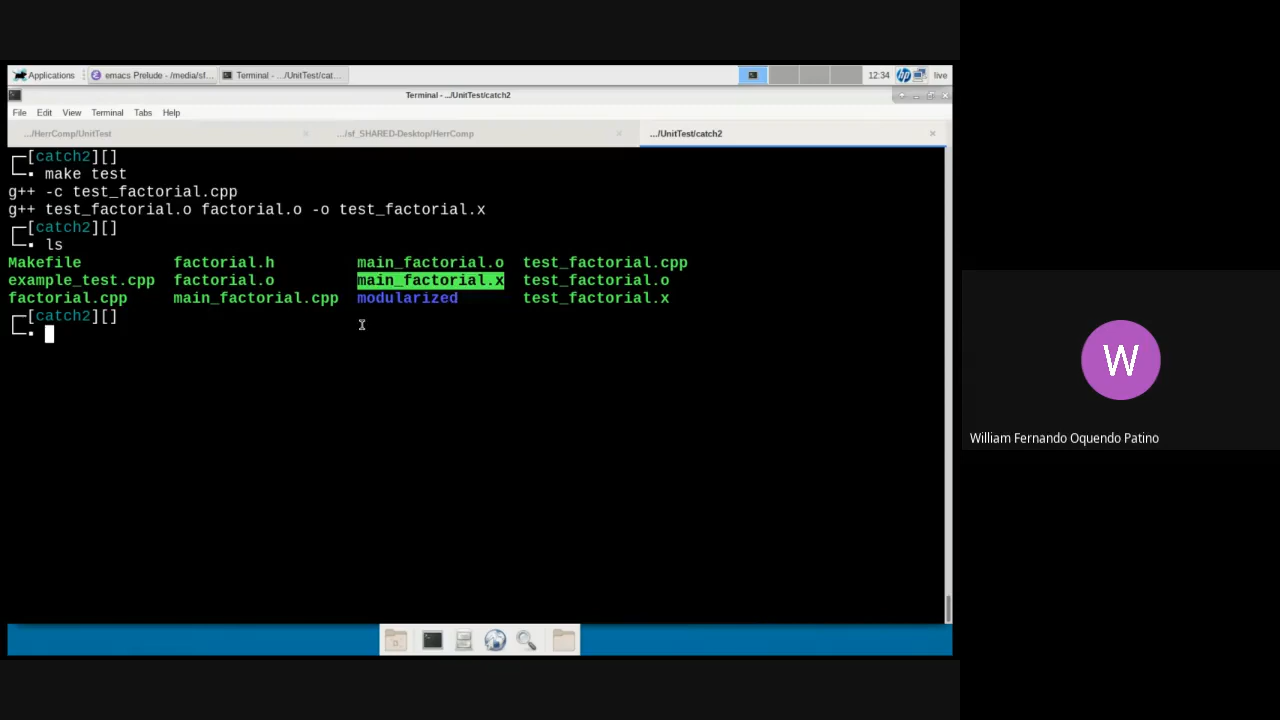 Applications emacs Prelude - /media/sf... Terminal - .../UnitTest/cat... 12:34 live
Terminal - .../UnitTest/catch2
File Edit View Terminal Tabs Help
.../HerrComp/UnitTest .../sf_SHARED-Desktop/HerrComp .../UnitTest/catch2
[catch2][]
make test
g++ -c test_factorial.cpp
g++ test_factorial.o factorial.o -o test_factorial.x
[catch2][]
ls
Makefile factorial.h main_factorial.o test_factorial.cpp
example_test.cpp factorial.o main_factorial.x test_factorial.o
factorial.cpp main_factorial.cpp modularized test_factorial.x
[catch2][]
W
William Fernando Oquendo Patino